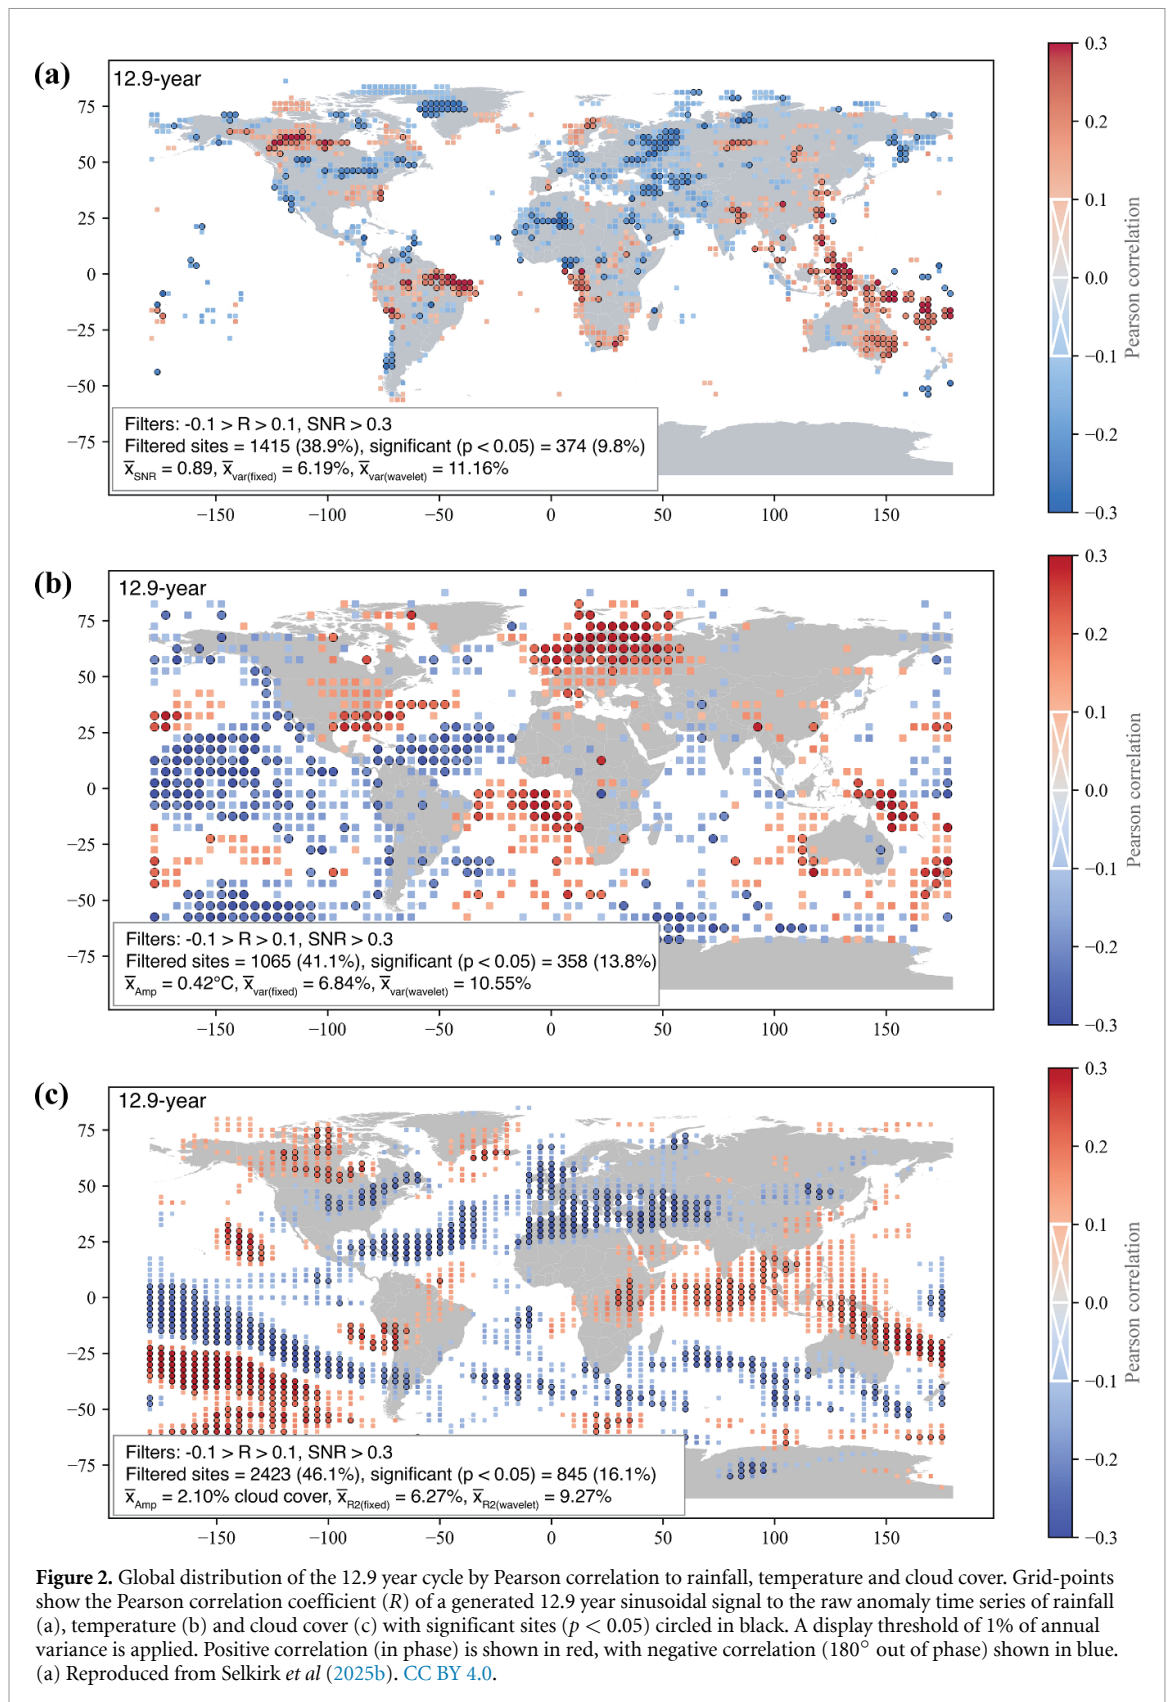 (a)
12.9-year
75
50
25
0
−25
−50
−75
Filters: -0.1 > R > 0.1, SNR > 0.3
Filtered sites = 1415 (38.9%), significant (p < 0.05) = 374 (9.8%)
x̅SNR = 0.89, x̅var(fixed) = 6.19%, x̅var(wavelet) = 11.16%
−150 −100 −50 0 50 100 150
0.3
0.2
0.1
0.0
−0.1
−0.2
−0.3
Pearson correlation
(b)
12.9-year
75
50
25
0
−25
−50
−75
Filters: -0.1 > R > 0.1, SNR > 0.3
Filtered sites = 1065 (41.1%), significant (p < 0.05) = 358 (13.8%)
x̅Amp = 0.42°C, x̅var(fixed) = 6.84%, x̅var(wavelet) = 10.55%
−150 −100 −50 0 50 100 150
0.3
0.2
0.1
0.0
−0.1
−0.2
−0.3
Pearson correlation
(c)
12.9-year
75
50
25
0
−25
−50
−75
Filters: -0.1 > R > 0.1, SNR > 0.3
Filtered sites = 2423 (46.1%), significant (p < 0.05) = 845 (16.1%)
x̅Amp = 2.10% cloud cover, x̅R2(fixed) = 6.27%, x̅R2(wavelet) = 9.27%
−150 −100 −50 0 50 100 150
0.3
0.2
0.1
0.0
−0.1
−0.2
−0.3
Pearson correlation
Figure 2. Global distribution of the 12.9 year cycle by Pearson correlation to rainfall, temperature and cloud cover. Grid-points
show the Pearson correlation coefficient (R) of a generated 12.9 year sinusoidal signal to the raw anomaly time series of rainfall
(a), temperature (b) and cloud cover (c) with significant sites (p < 0.05) circled in black. A display threshold of 1% of annual
variance is applied. Positive correlation (in phase) is shown in red, with negative correlation (180° out of phase) shown in blue.
(a) Reproduced from Selkirk et al (2025b). CC BY 4.0.